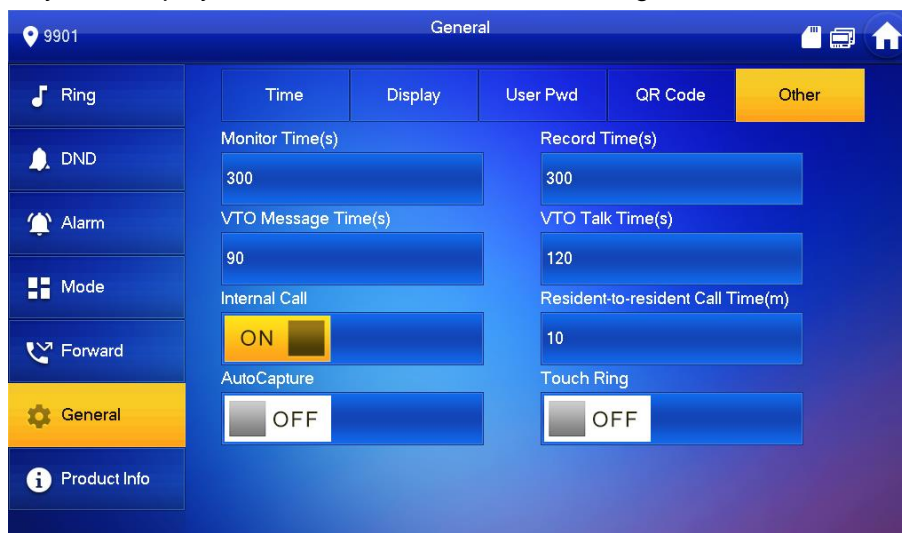 General
9901
Ring
DND
Alarm
Mode
Forward
General
Product Info
Time
Display
User Pwd
QR Code
Other
Monitor Time(s)
Record Time(s)
300
300
VTO Message Time(s)
VTO Talk Time(s)
90
120
Internal Call
Resident-to-resident Call Time(m)
ON
10
AutoCapture
Touch Ring
OFF
OFF